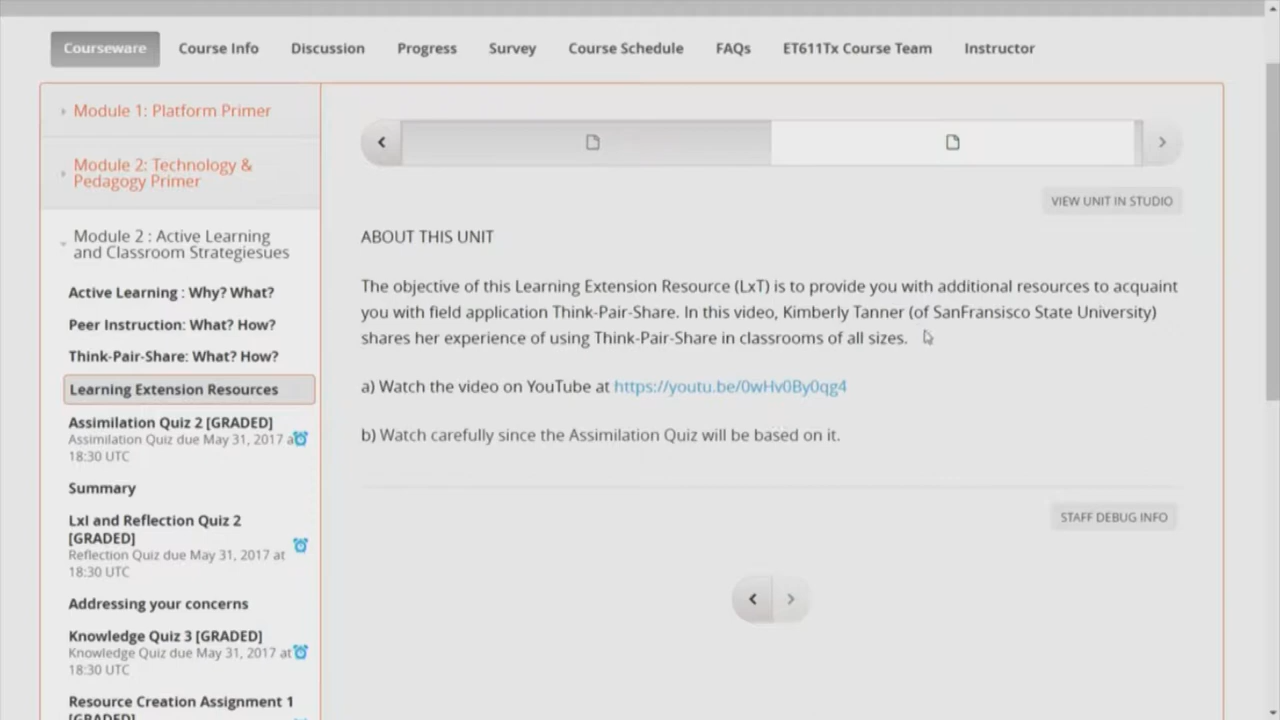 Courseware
Course Info
Discussion
Progress
Survey
Course Schedule
FAQs
ET611Tx Course Team
Instructor
Module 1: Platform Primer
Module 2: Technology &
Pedagogy Primer
Module 2 : Active Learning
and Classroom Strategiesues
Active Learning : Why? What?
Peer Instruction: What? How?
Think-Pair-Share: What? How?
Learning Extension Resources
Assimilation Quiz 2 [GRADED]
Assimilation Quiz due May 31, 2017 at
18:30 UTC
Summary
LxI and Reflection Quiz 2
[GRADED]
Reflection Quiz due May 31, 2017 at
18:30 UTC
Addressing your concerns
Knowledge Quiz 3 [GRADED]
Knowledge Quiz due May 31, 2017 at
18:30 UTC
Resource Creation Assignment 1
[GRADED]
VIEW UNIT IN STUDIO
ABOUT THIS UNIT
The objective of this Learning Extension Resource (LxT) is to provide you with additional resources to acquaint
you with field application Think-Pair-Share. In this video, Kimberly Tanner (of SanFransisco State University)
shares her experience of using Think-Pair-Share in classrooms of all sizes.
a) Watch the video on YouTube at https://youtu.be/0wHv0By0qg4
b) Watch carefully since the Assimilation Quiz will be based on it.
STAFF DEBUG INFO